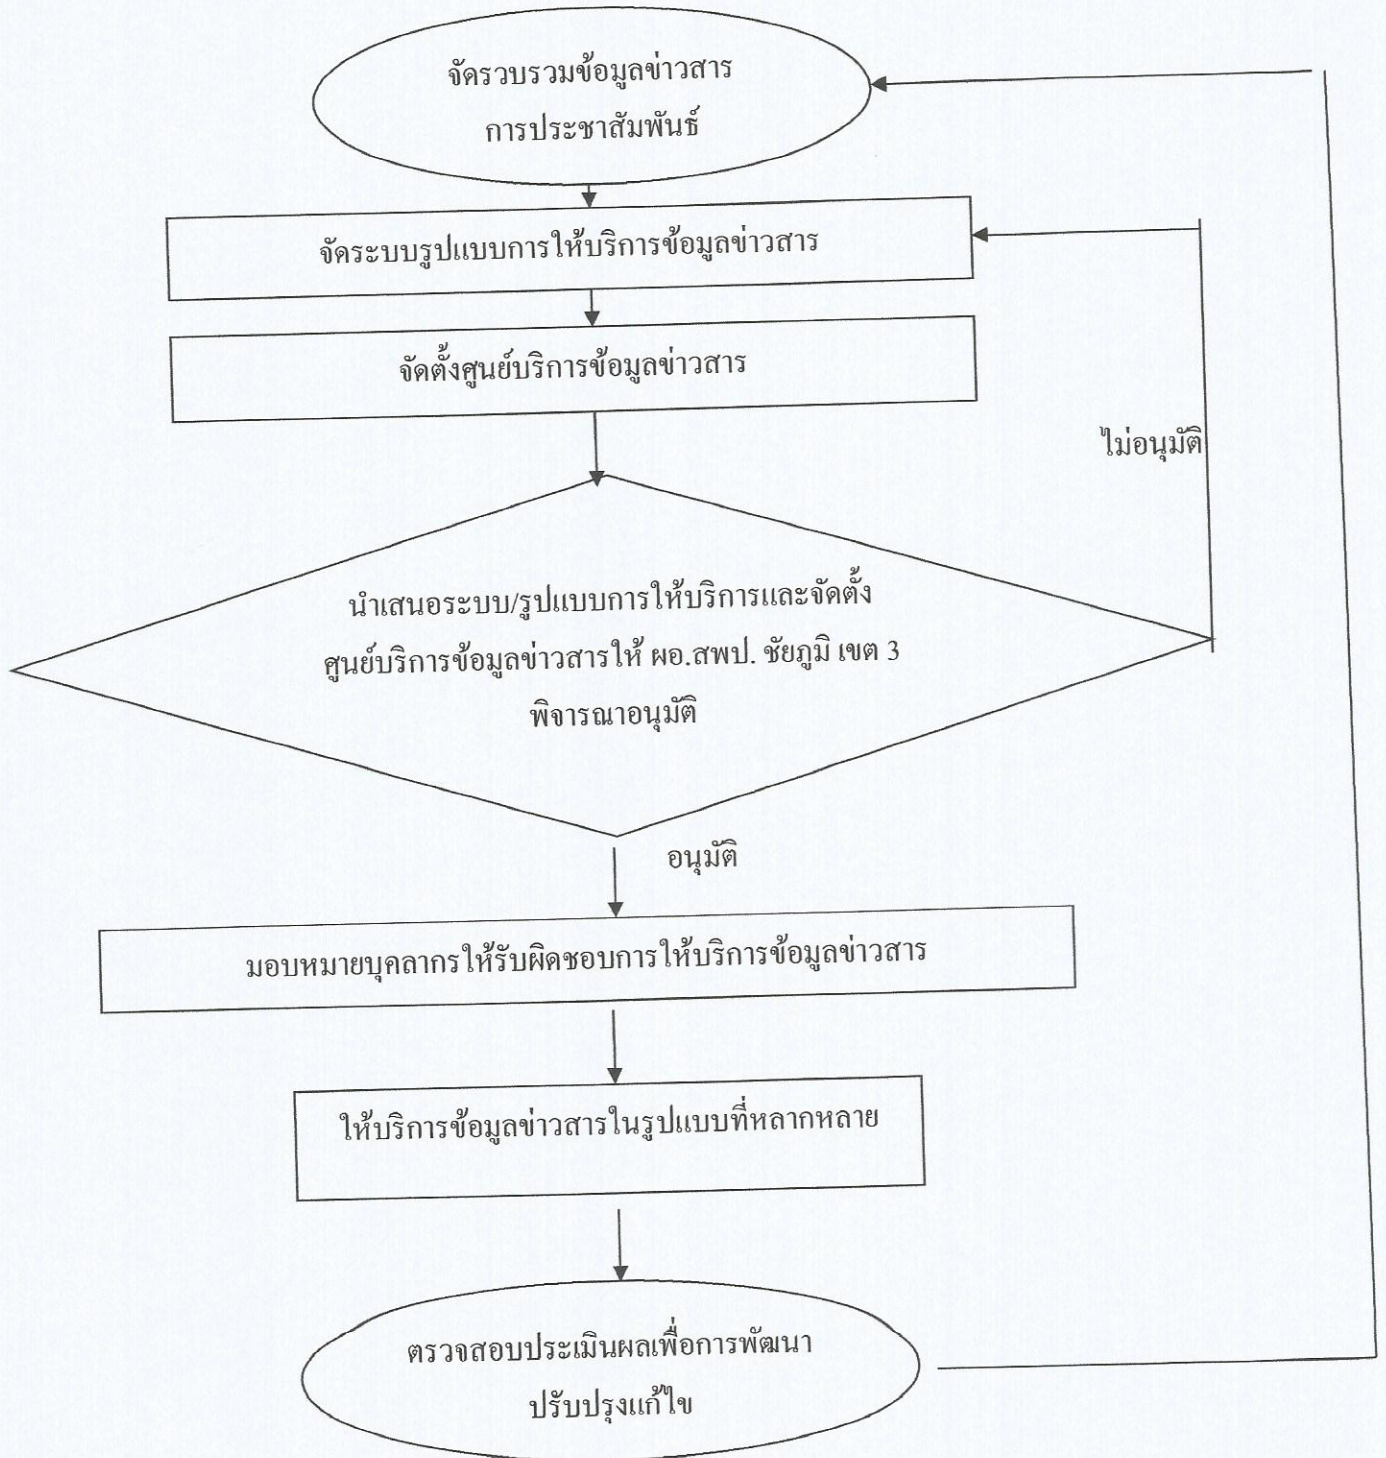 จัดรวบรวมข้อมูลข่าวสาร
การประชาสัมพันธ์
จัดระบบรูปแบบการให้บริการข้อมูลข่าวสาร
จัดตั้งศูนย์บริการข้อมูลข่าวสาร
ไม่อนุมัติ
นำเสนอระบบ/รูปแบบการให้บริการและจัดตั้ง
ศูนย์บริการข้อมูลข่าวสารให้ ผอ.สพป. ชัยภูมิ เขต 3
พิจารณาอนุมัติ
อนุมัติ
มอบหมายบุคลากรให้รับผิดชอบการให้บริการข้อมูลข่าวสาร
ให้บริการข้อมูลข่าวสารในรูปแบบที่หลากหลาย
ตรวจสอบประเมินผลเพื่อการพัฒนา
ปรับปรุงแก้ไข